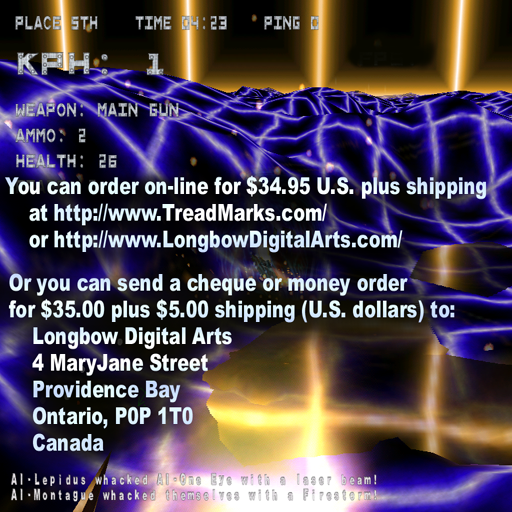 PLACE 5TH TIME 04:23 PING 0
KPH: 1
WEAPON: MAIN GUN
AMMO: 2
HEALTH: 26
You can order on-line for $34.95 U.S. plus shipping
at http://www.TreadMarks.com/
or http://www.LongbowDigitalArts.com/
Or you can send a cheque or money order
for $35.00 plus $5.00 shipping (U.S. dollars) to:
Longbow Digital Arts
4 MaryJane Street
Providence Bay
Ontario, P0P 1T0
Canada
AI-Lepidus whacked AI-One Eye with a laser beam!
AI-Montague whacked themselves with a Firestorm!